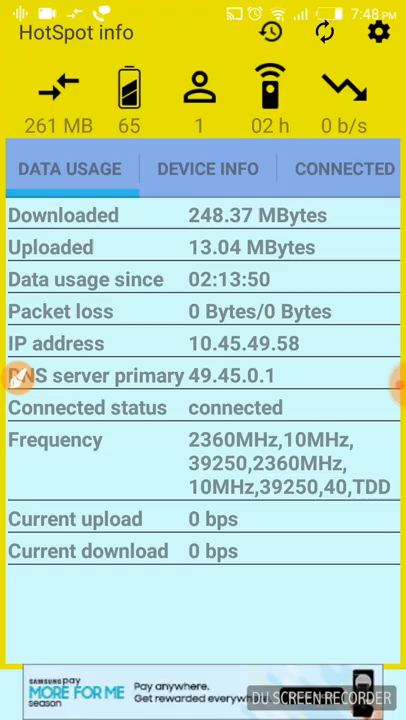 7:48 PM
HotSpot info
261 MB 65 1 02 h 0 b/s
DATA USAGE DEVICE INFO CONNECTED
Downloaded 248.37 MBytes
Uploaded 13.04 MBytes
Data usage since 02:13:50
Packet loss 0 Bytes/0 Bytes
IP address 10.45.49.58
NS server primary 49.45.0.1
Connected status connected
Frequency 2360MHz,10MHz,
39250,2360MHz,
10MHz,39250,40,TDD
Current upload 0 bps
Current download 0 bps
SAMSUNG pay
MORE FOR ME
season
Pay anywhere.
Get rewarded everywh
DU SCREEN RECORDER